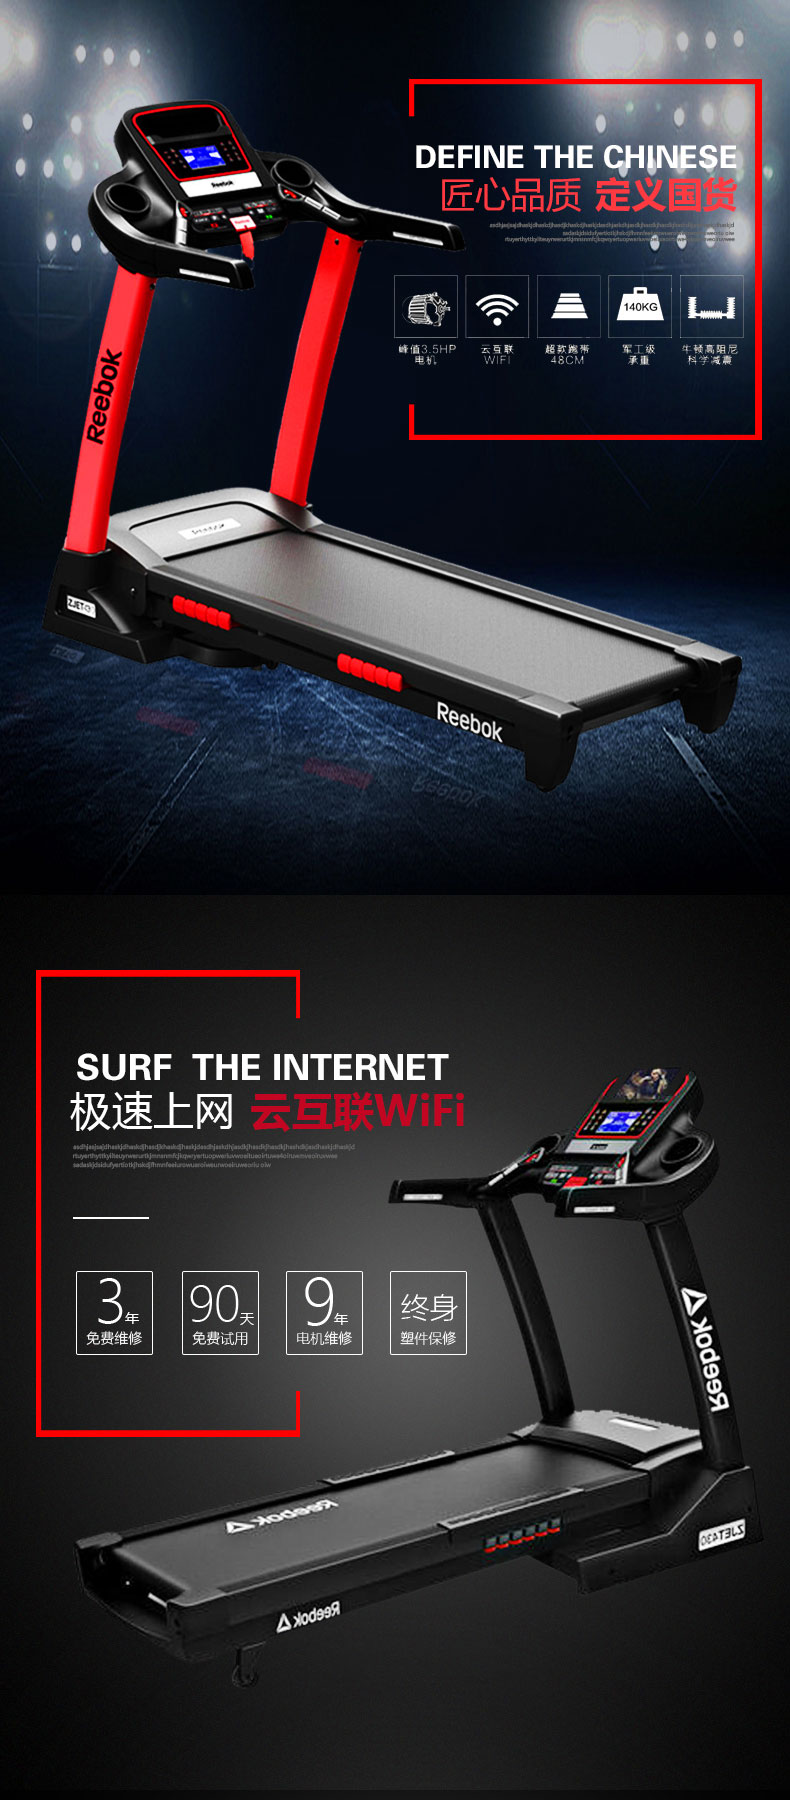 DEFINE THE CHINESE
匠心品质 定义国货
140KG
峰值3.5HP
电机
云互联
WIFI
超款跑带
48CM
军工级
承重
牛顿高阻尼
科学减震
Reebok
Reebok
Reebok
SURF THE INTERNET
极速上网 云互联WiFi
3年
免费维修
90天
免费试用
9年
电机维修
终身
塑件保修
Reebok
Reebok
Reebok
ZJET430